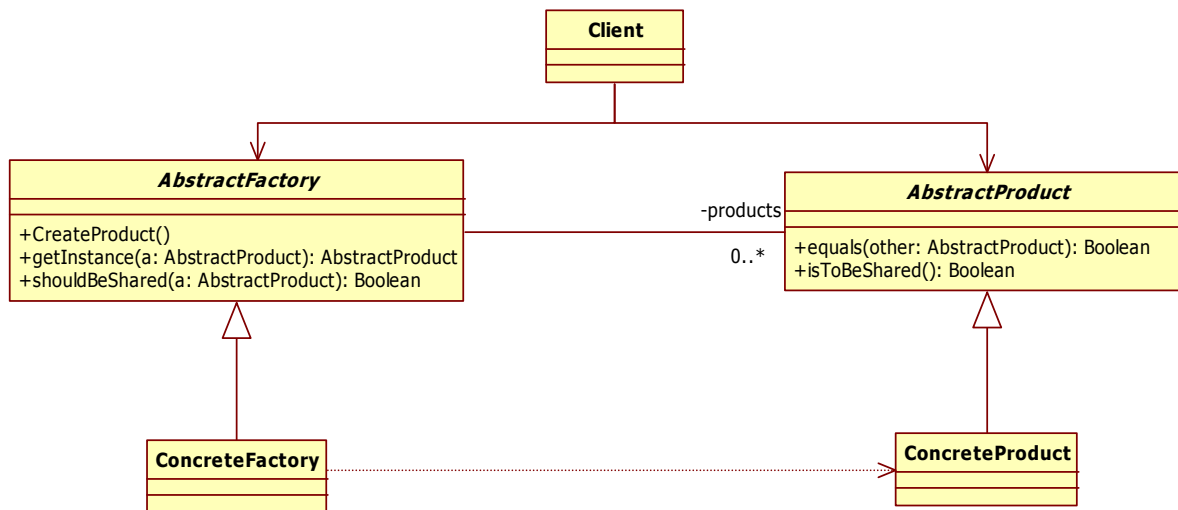 Client
AbstractFactory
+CreateProduct()
+getInstance(a: AbstractProduct): AbstractProduct
+shouldBeShared(a: AbstractProduct): Boolean
-products
0..*
AbstractProduct
+equals(other: AbstractProduct): Boolean
+isToBeShared(): Boolean
ConcreteFactory
ConcreteProduct